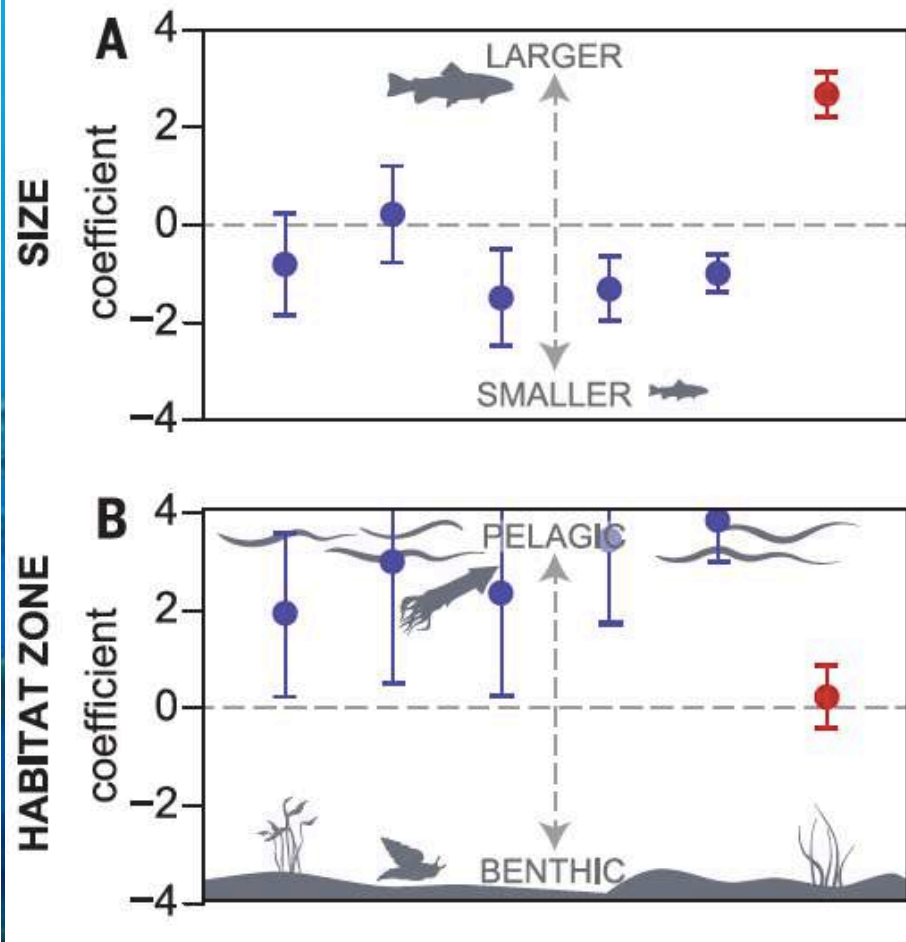 A
SIZE
coefficient
4
2
0
−2
−4
LARGER
SMALLER
B
HABITAT ZONE
coefficient
4
2
0
−2
−4
PELAGIC
BENTHIC